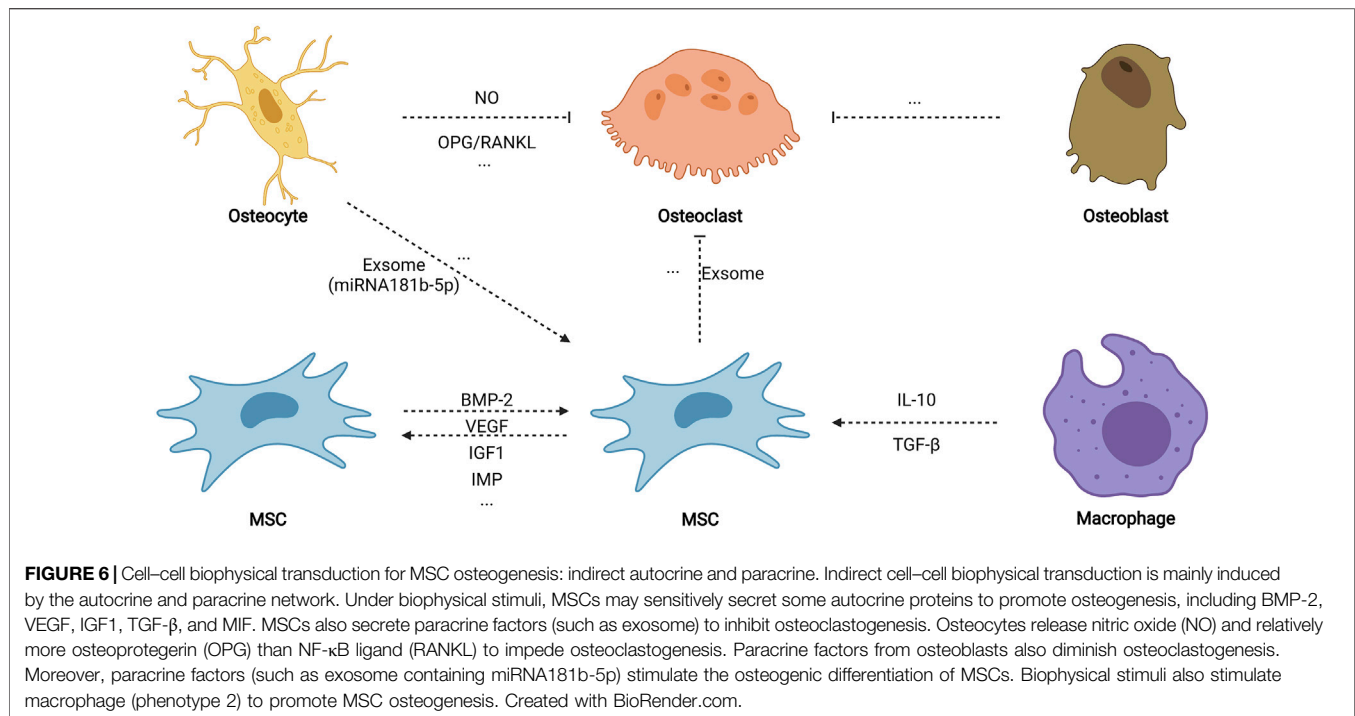 NO
OPG/RANKL
...
...
Osteocyte
Osteoclast
Osteoblast
...
Exsome
(miRNA181b-5p)
... Exsome
BMP-2
VEGF
IGF1
IMP
...
IL-10
TGF-β
MSC
MSC
Macrophage
FIGURE 6 | Cell–cell biophysical transduction for MSC osteogenesis: indirect autocrine and paracrine. Indirect cell–cell biophysical transduction is mainly induced
by the autocrine and paracrine network. Under biophysical stimuli, MSCs may sensitively secret some autocrine proteins to promote osteogenesis, including BMP-2,
VEGF, IGF1, TGF-β, and MIF. MSCs also secrete paracrine factors (such as exosome) to inhibit osteoclastogenesis. Osteocytes release nitric oxide (NO) and relatively
more osteoprotegerin (OPG) than NF-κB ligand (RANKL) to impede osteoclastogenesis. Paracrine factors from osteoblasts also diminish osteoclastogenesis.
Moreover, paracrine factors (such as exosome containing miRNA181b-5p) stimulate the osteogenic differentiation of MSCs. Biophysical stimuli also stimulate
macrophage (phenotype 2) to promote MSC osteogenesis. Created with BioRender.com.